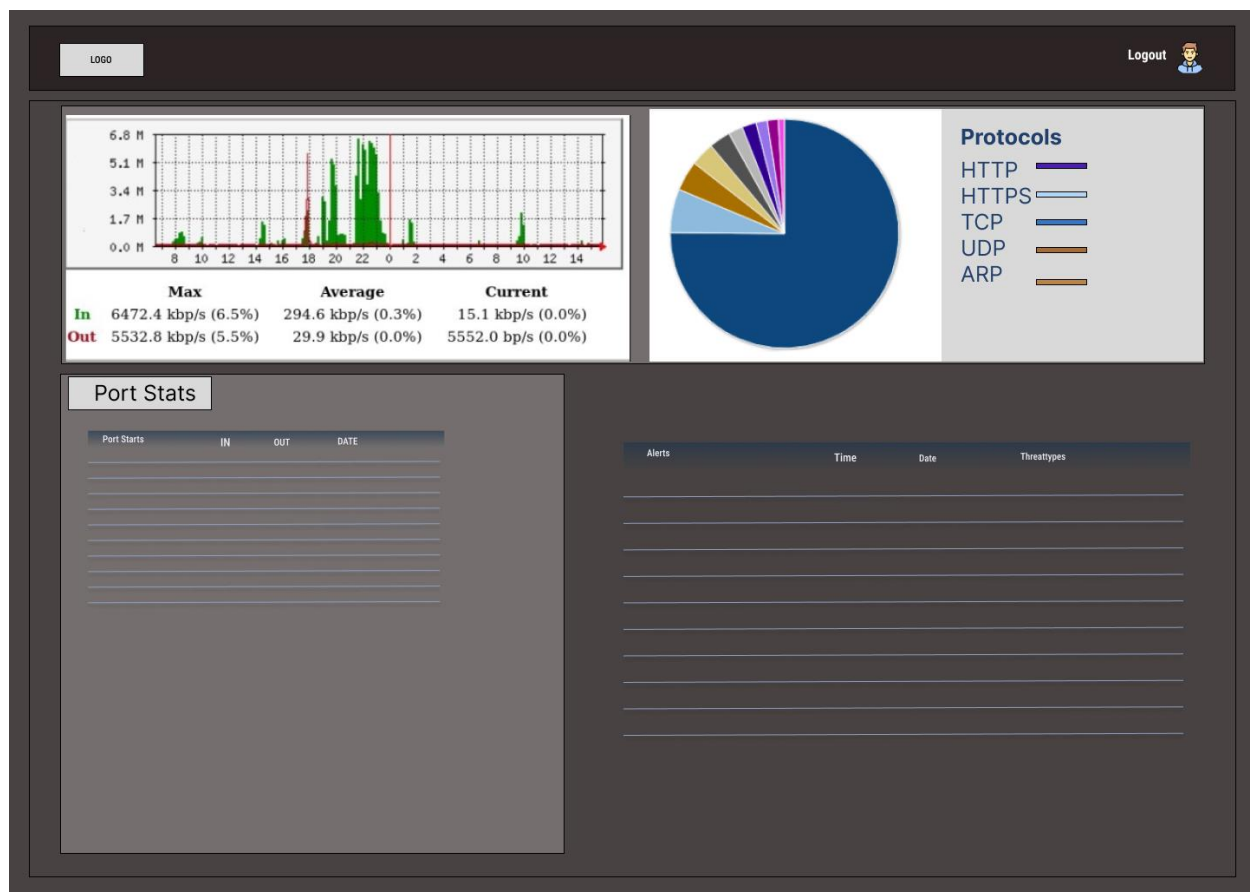 LOGO
Logout
6.8 M
5.1 M
3.4 M
1.7 M
0.0 M
8 10 12 14 16 18 20 22 0 2 4 6 8 10 12 14
Max Average Current
In 6472.4 kbp/s (6.5%) 294.6 kbp/s (0.3%) 15.1 kbp/s (0.0%)
Out 5532.8 kbp/s (5.5%) 29.9 kbp/s (0.0%) 5552.0 bp/s (0.0%)
Protocols
HTTP
HTTPS
TCP
UDP
ARP
Port Stats
Port Starts IN OUT DATE
Alerts Time Date Threattypes